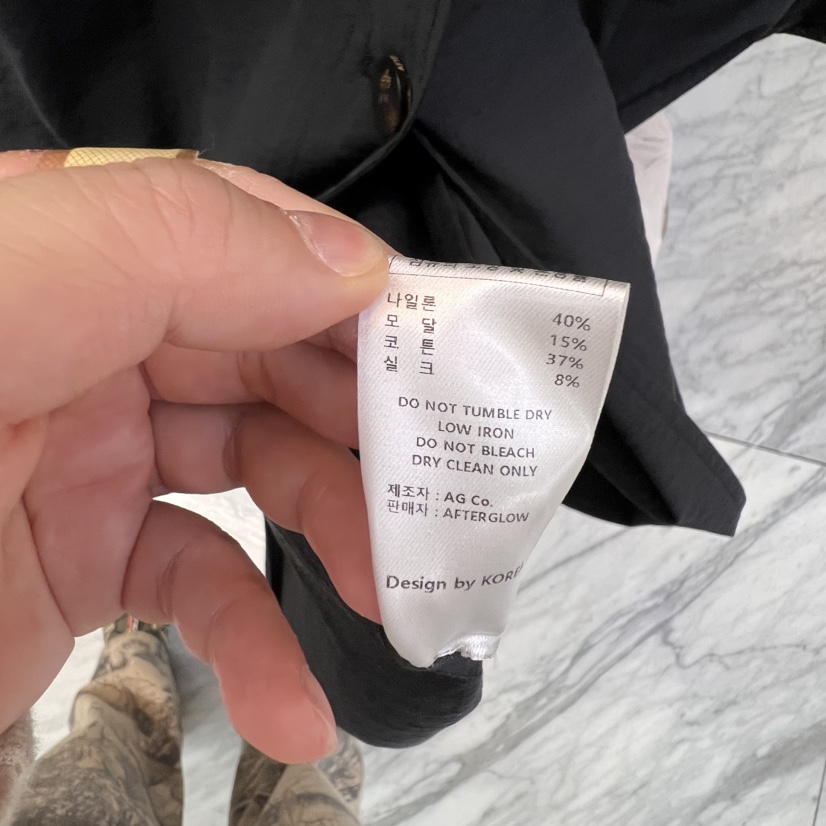 나일론 40%
모 달 15%
코 튼 37%
실 크 8%
DO NOT TUMBLE DRY
LOW IRON
DO NOT BLEACH
DRY CLEAN ONLY
제조자 : AG Co.
판매자 : AFTERGLOW
Design by